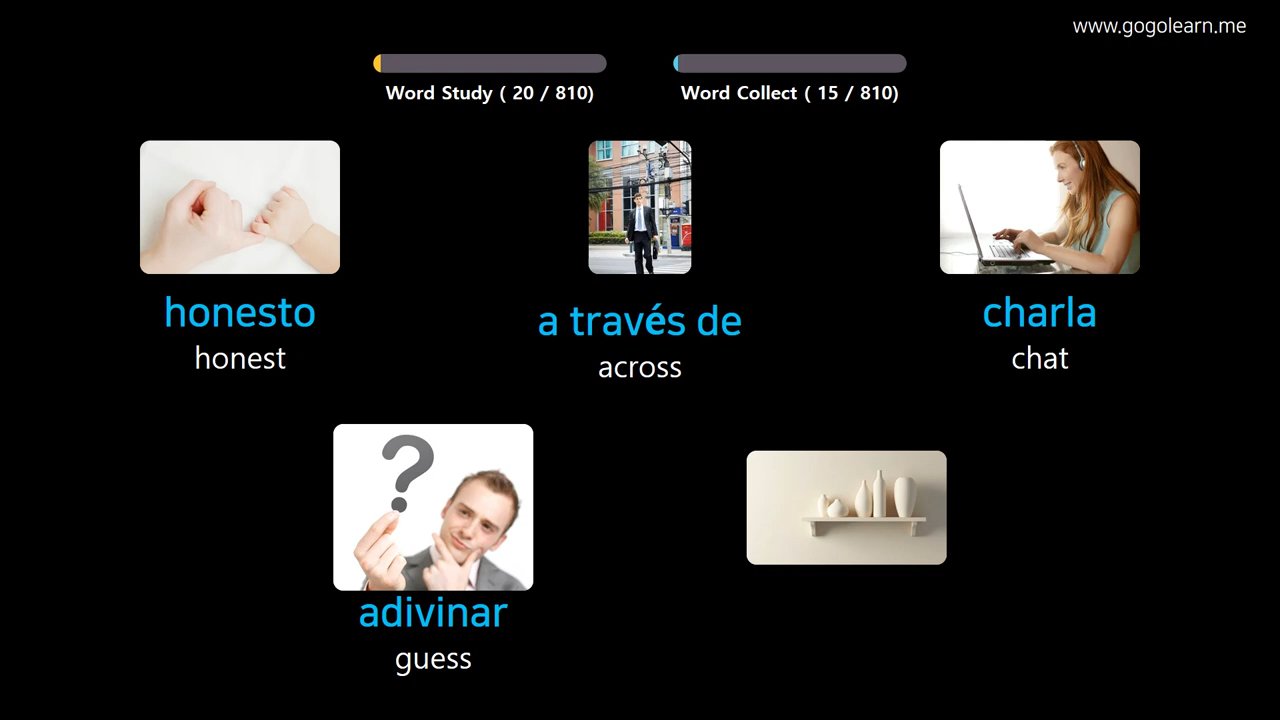 www.gogolearn.me
Word Study ( 20 / 810)
Word Collect ( 15 / 810)
honesto
honest
a través de
across
charla
chat
adivinar
guess